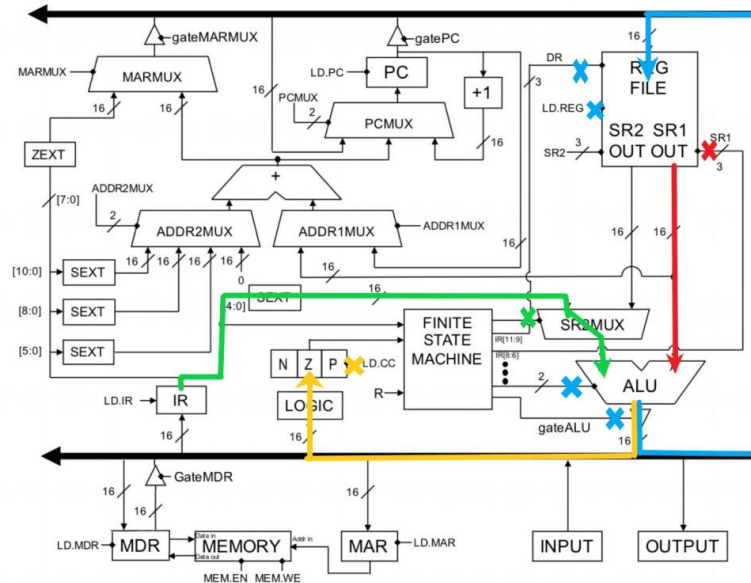 gateMARMUX
gatePC
16
16
DR
MARMUX
MARMUX
LD.PC
PC
3
REG
FILE
16
16
PCMUX
2
PCMUX
+1
LD.REG
16
ZEXT
SR2
3
SR2 SR1
OUT OUT
SR1
3
+
[7:0]
ADDR2MUX
2
ADDR2MUX
ADDR1MUX
ADDR1MUX
16
16
16
16
16
16
[10:0]
SEXT
0
16
[4:0]
SEXT
16
[8:0]
SEXT
FINITE
STATE
MACHINE
SR2MUX
IR[11:9]
[5:0]
SEXT
N Z P
LD.CC
IR[8:6]
LD.IR
IR
LOGIC
R
2
ALU
16
16
gateALU
16
GateMDR
16
16
16
LD.MDR
MDR
Data in
Data out
MEMORY
Addr in
MAR
LD.MAR
INPUT
OUTPUT
MEM.EN MEM.WE